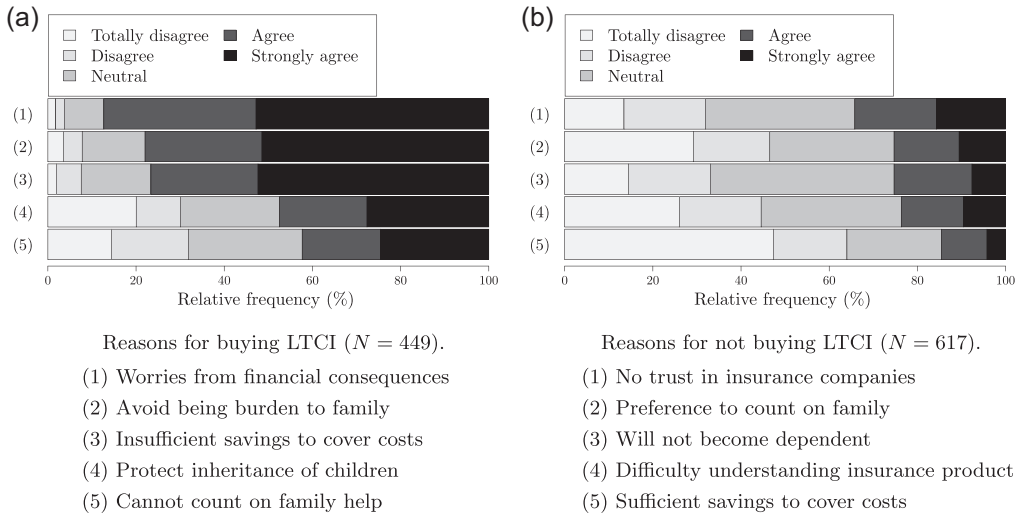 (a)
Totally disagree
Disagree
Neutral
Agree
Strongly agree
(1)
(2)
(3)
(4)
(5)
0 20 40 60 80 100
Relative frequency (%)
Reasons for buying LTCI (N = 449).
(1) Worries from financial consequences
(2) Avoid being burden to family
(3) Insufficient savings to cover costs
(4) Protect inheritance of children
(5) Cannot count on family help
(b)
Totally disagree
Disagree
Neutral
Agree
Strongly agree
(1)
(2)
(3)
(4)
(5)
0 20 40 60 80 100
Relative frequency (%)
Reasons for not buying LTCI (N = 617).
(1) No trust in insurance companies
(2) Preference to count on family
(3) Will not become dependent
(4) Difficulty understanding insurance product
(5) Sufficient savings to cover costs